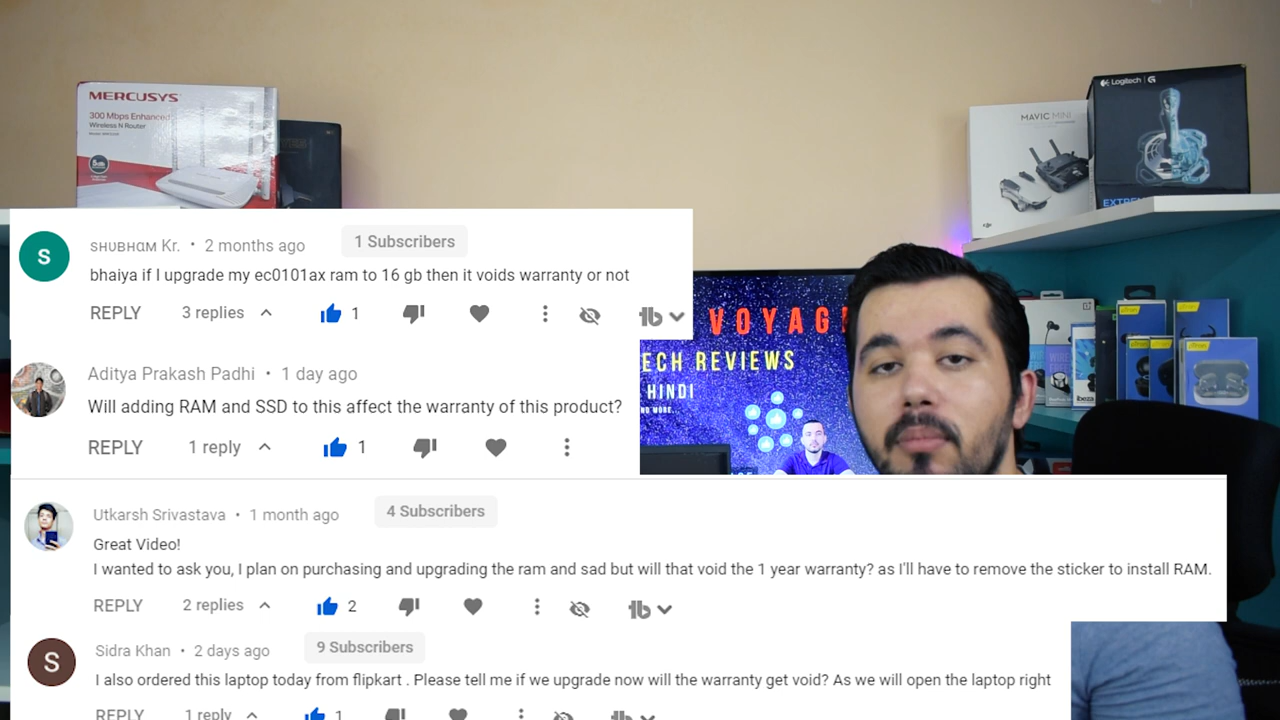 MERCUSYS
300 Mbps Enhanced
Wireless N Router
MAVIC MINI
Logitech G
EXTREME
sʜᴜʙʜɑᴍ Kr. • 2 months ago 1 Subscribers
bhaiya if I upgrade my ec0101ax ram to 16 gb then it voids warranty or not
REPLY 3 replies 1
VOYAG
ECH REVIEWS
HINDI
ND MORE.
Aditya Prakash Padhi • 1 day ago
Will adding RAM and SSD to this affect the warranty of this product?
REPLY 1 reply 1
Utkarsh Srivastava • 1 month ago 4 Subscribers
Great Video!
I wanted to ask you, I plan on purchasing and upgrading the ram and sad but will that void the 1 year warranty? as I'll have to remove the sticker to install RAM.
REPLY 2 replies 2
S Sidra Khan • 2 days ago 9 Subscribers
I also ordered this laptop today from flipkart . Please tell me if we upgrade now will the warranty get void? As we will open the laptop right
REPLY 1 reply 1